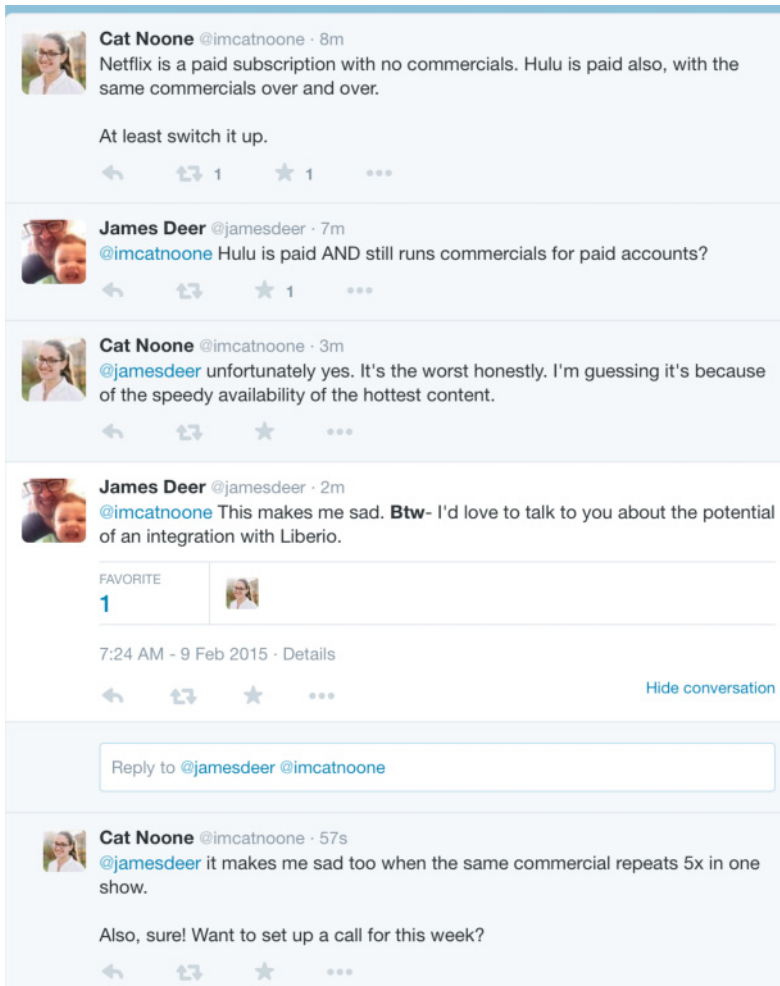 Cat Noone @imcatnoone · 8m
Netflix is a paid subscription with no commercials. Hulu is paid also, with the
same commercials over and over.
At least switch it up.
1 1
James Deer @jamesdeer · 7m
@imcatnoone Hulu is paid AND still runs commercials for paid accounts?
1
Cat Noone @imcatnoone · 3m
@jamesdeer unfortunately yes. It's the worst honestly. I'm guessing it's because
of the speedy availability of the hottest content.
James Deer @jamesdeer · 2m
@imcatnoone This makes me sad. Btw- I'd love to talk to you about the potential
of an integration with Liberio.
FAVORITE
1
7:24 AM - 9 Feb 2015 · Details
Hide conversation
Reply to @jamesdeer @imcatnoone
Cat Noone @imcatnoone · 57s
@jamesdeer it makes me sad too when the same commercial repeats 5x in one
show.
Also, sure! Want to set up a call for this week?